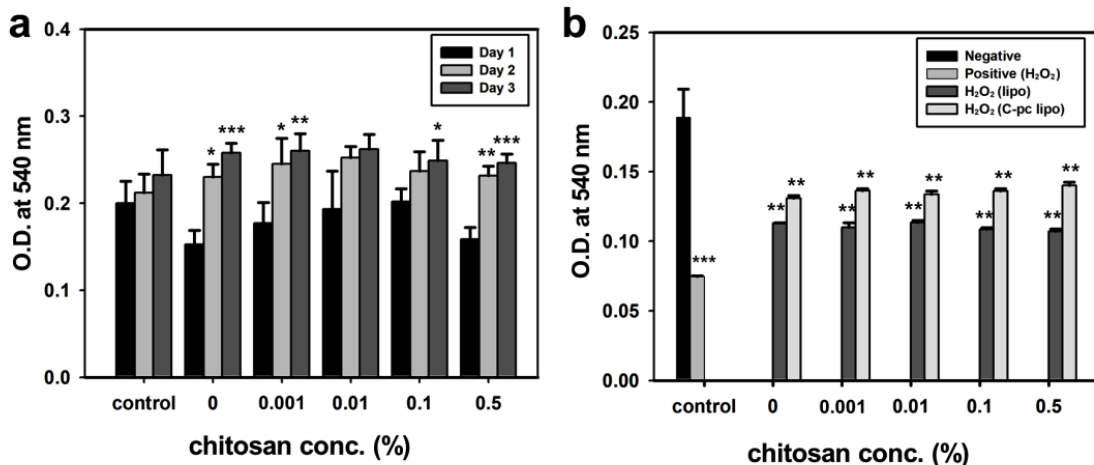 a
0.4
0.3
0.2
0.1
0.0
O.D. at 540 nm
Day 1
Day 2
Day 3
* *** * ** * ** ***
control 0 0.001 0.01 0.1 0.5
chitosan conc. (%)
b
0.25
0.20
0.15
0.10
0.05
0.00
O.D. at 540 nm
Negative
Positive (H₂O₂)
H₂O₂ (lipo)
H₂O₂ (C-pc lipo)
*** ** ** ** ** ** ** ** ** ** **
control 0 0.001 0.01 0.1 0.5
chitosan conc. (%)